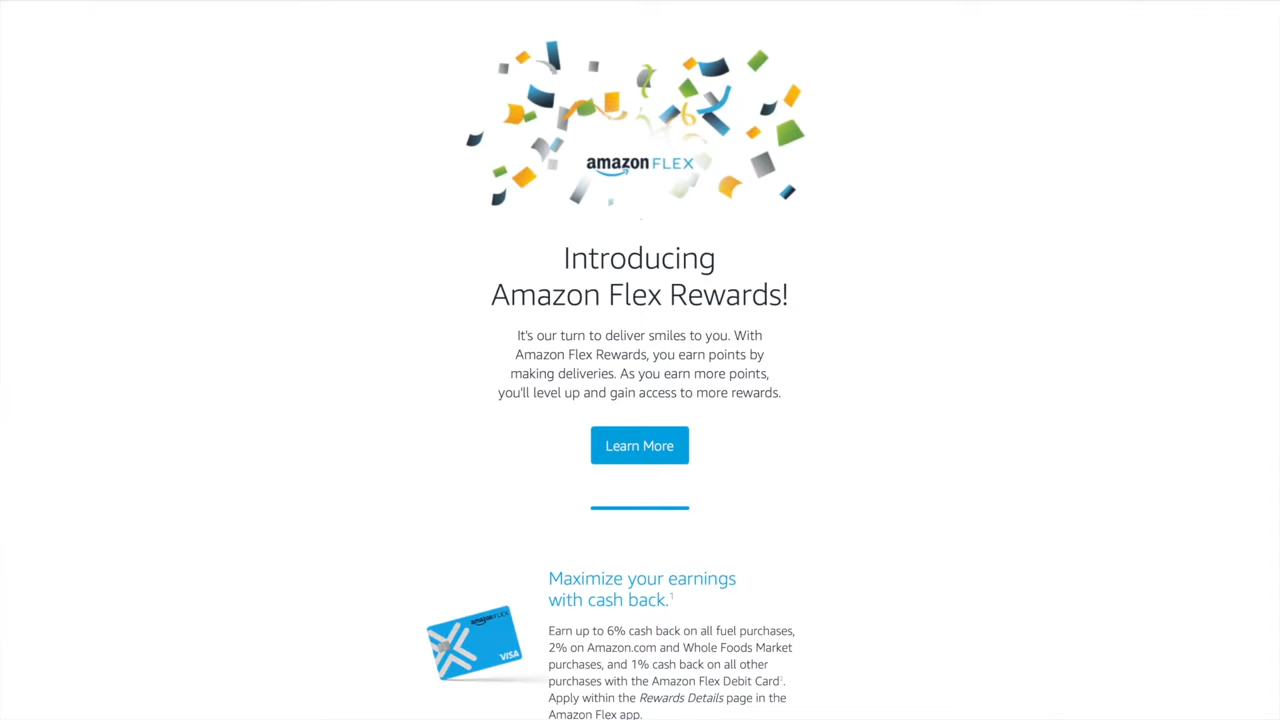 amazon FLEX
Introducing
Amazon Flex Rewards!
It's our turn to deliver smiles to you. With
Amazon Flex Rewards, you earn points by
making deliveries. As you earn more points,
you'll level up and gain access to more rewards.
Learn More
Maximize your earnings
with cash back.1
amazon FLEX
VISA
Earn up to 6% cash back on all fuel purchases,
2% on Amazon.com and Whole Foods Market
purchases, and 1% cash back on all other
purchases with the Amazon Flex Debit Card2.
Apply within the Rewards Details page in the
Amazon Flex app.